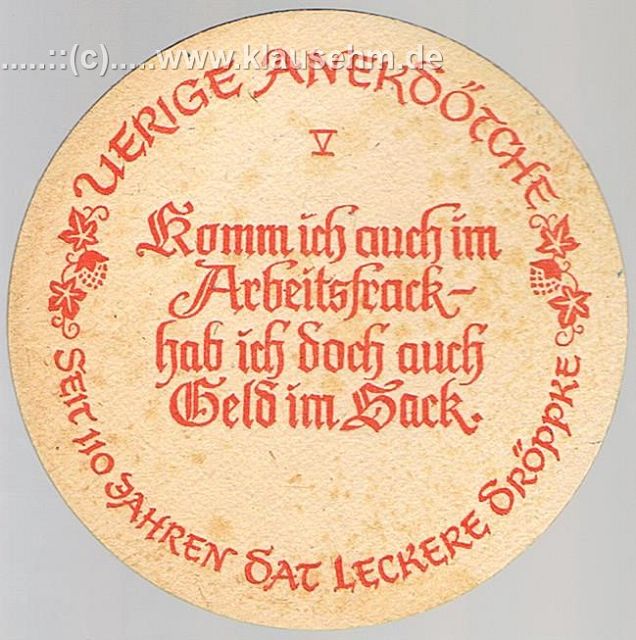 .....::(c).....www.klausehm.de
UERIGE ANEKDÖTCHE
V
Komm ich auch im
Arbeitsfrack-
hab ich doch auch
Geld im Sack.
SEIT 110 JAHREN DAT LECKERE DRÖPPKE